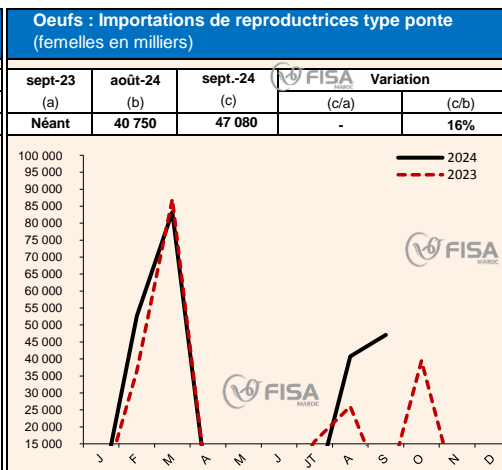 Oeufs : Importations de reproductrices type ponte
(femelles en milliers)
sept-23 août-24 sept.-24 FISA MAROC Variation
(a) (b) (c) (c/a) (c/b)
Néant 40 750 47 080 - 16%
100 000
95 000
90 000
85 000
80 000
75 000
70 000
65 000
60 000
55 000
50 000
45 000
40 000
35 000
30 000
25 000
20 000
15 000
2024
2023
FISA
MAROC
FISA
MAROC
J F M A M J JT A S O N D